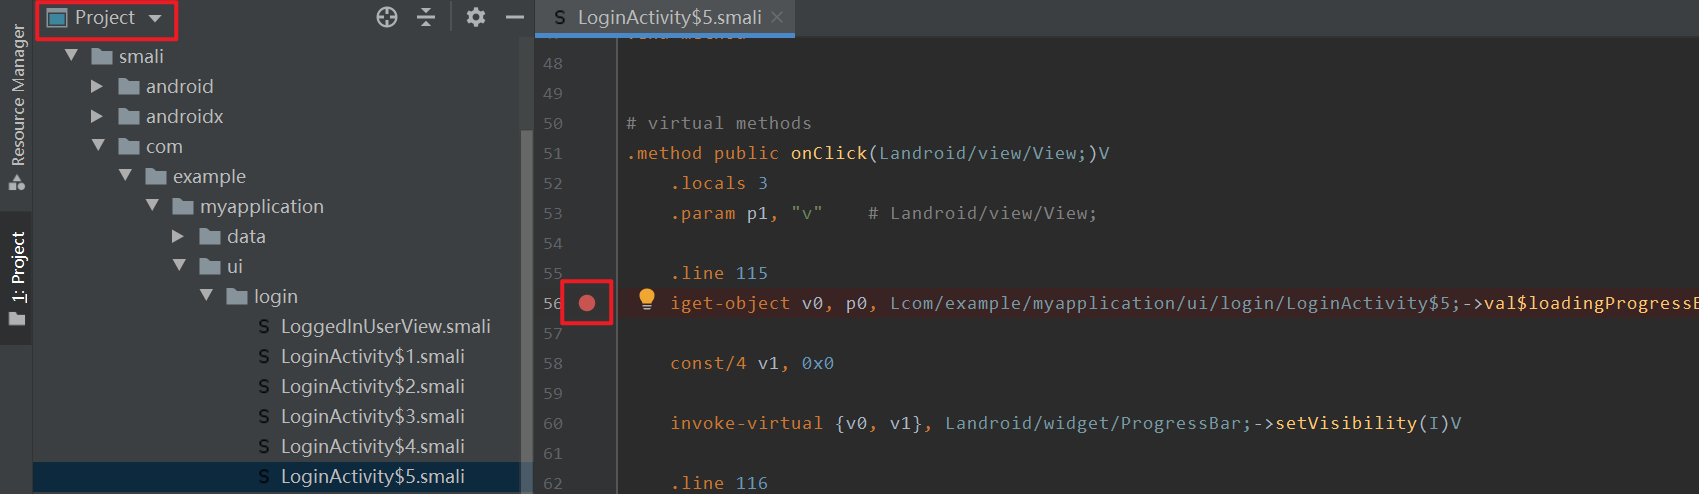 Resource Manager
1: Project
Project
smali
android
androidx
com
example
myapplication
data
ui
login
LoggedInUserView.smali
LoginActivity$1.smali
LoginActivity$2.smali
LoginActivity$3.smali
LoginActivity$4.smali
LoginActivity$5.smali
LoginActivity$5.smali
48
49
50 # virtual methods
51 .method public onClick(Landroid/view/View;)V
52 .locals 3
53 .param p1, "v" # Landroid/view/View;
54
55 .line 115
56 iget-object v0, p0, Lcom/example/myapplication/ui/login/LoginActivity$5;->val$loadingProgressB
57
58 const/4 v1, 0x0
59
60 invoke-virtual {v0, v1}, Landroid/widget/ProgressBar;->setVisibility(I)V
61
62 .line 116